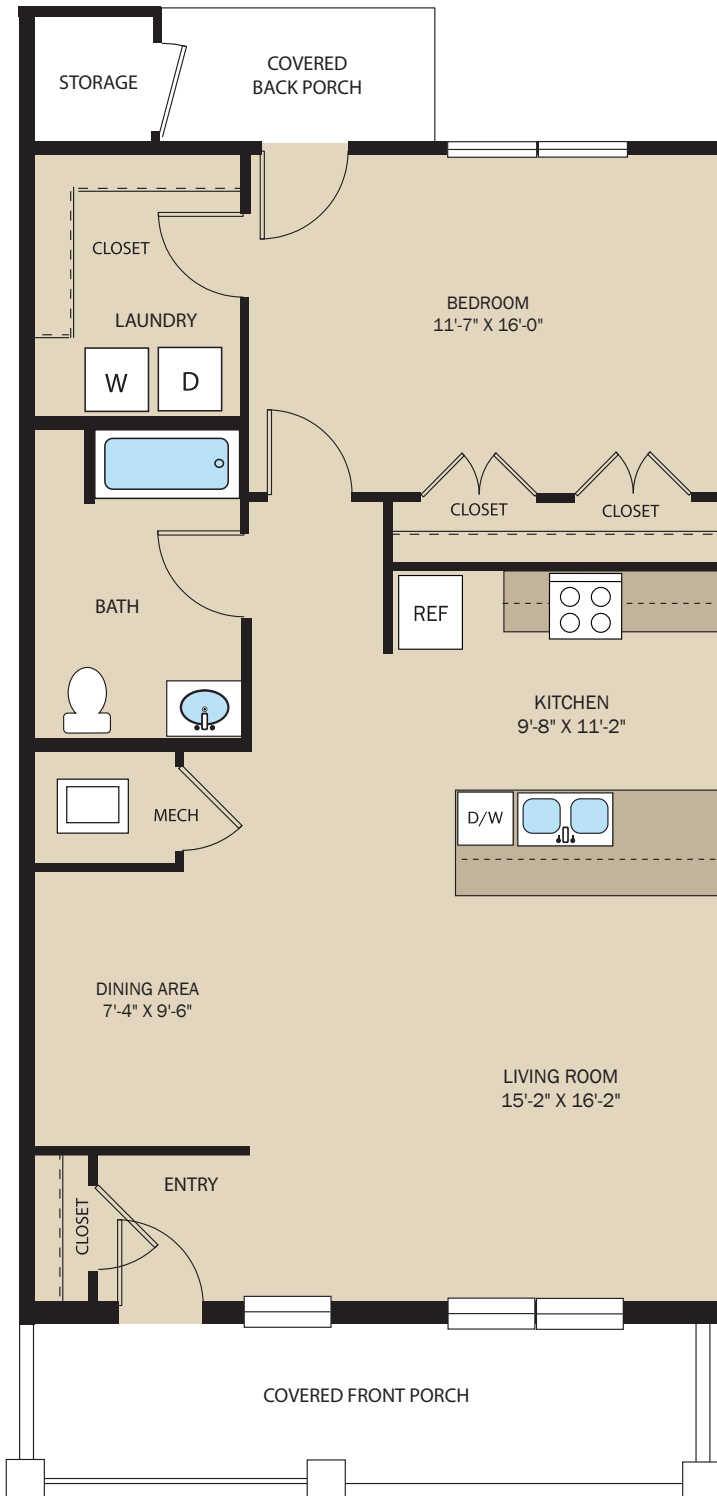 STORAGE
COVERED
BACK PORCH
CLOSET
LAUNDRY
W
D
BEDROOM
11'-7" X 16'-0"
CLOSET
CLOSET
BATH
REF
KITCHEN
9'-8" X 11'-2"
MECH
D/W
DINING AREA
7'-4" X 9'-6"
LIVING ROOM
15'-2" X 16'-2"
CLOSET
ENTRY
COVERED FRONT PORCH